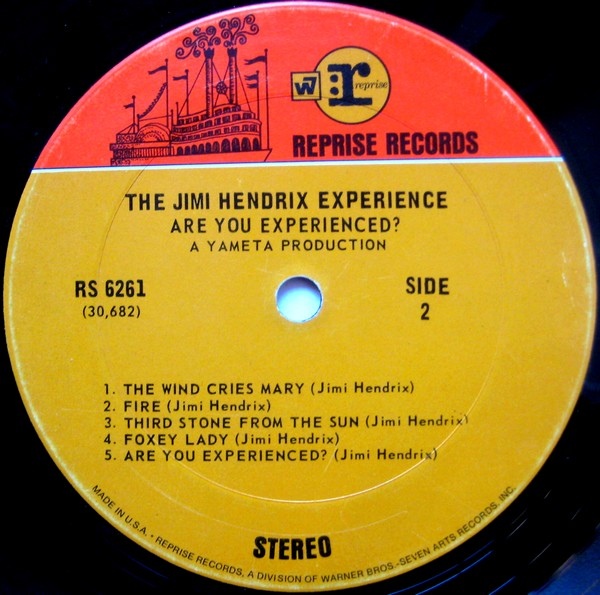 W7 r: reprise
REPRISE RECORDS
THE JIMI HENDRIX EXPERIENCE
ARE YOU EXPERIENCED?
A YAMETA PRODUCTION
RS 6261
(30,682)
SIDE
2
1. THE WIND CRIES MARY (Jimi Hendrix)
2. FIRE (Jimi Hendrix)
3. THIRD STONE FROM THE SUN (Jimi Hendrix)
4. FOXEY LADY (Jimi Hendrix)
5. ARE YOU EXPERIENCED? (Jimi Hendrix)
STEREO
MADE IN U.S.A. • REPRISE RECORDS, A DIVISION OF WARNER BROS.-SEVEN ARTS RECORDS, INC.